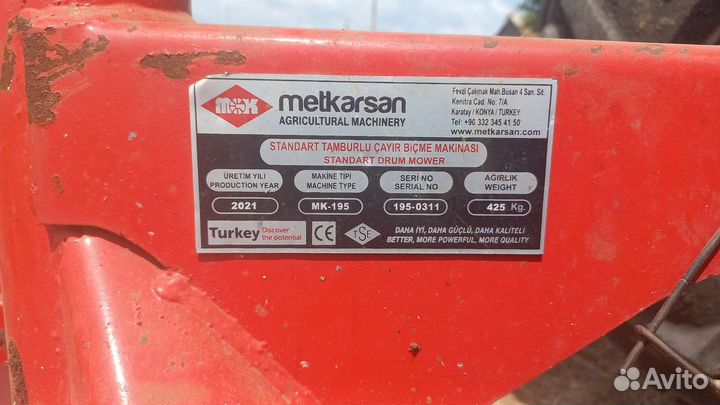 MK
metkarsan
AGRICULTURAL MACHINERY
Fevzi Çakmak Mah.Busan 4 San. Sit.
Kenitra Cad. No: 7/A
Karatay / KONYA / TURKEY
Tel: +90 332 345 41 50
www.metkarsan.com
STANDART TAMBURLU ÇAYIR BİÇME MAKİNASI
STANDART DRUM MOWER
ÜRETİM YILI
PRODUCTION YEAR
2021
MAKİNE TİPİ
MACHINE TYPE
MK-195
SERİ NO
SERIAL NO
195-0311
AĞIRLIK
WEIGHT
425 Kg.
Turkey Discover
the potential
CE
TSE
DAHA İYİ, DAHA GÜÇLÜ, DAHA KALİTELİ
BETTER, MORE POWERFUL, MORE QUALITY
Avito